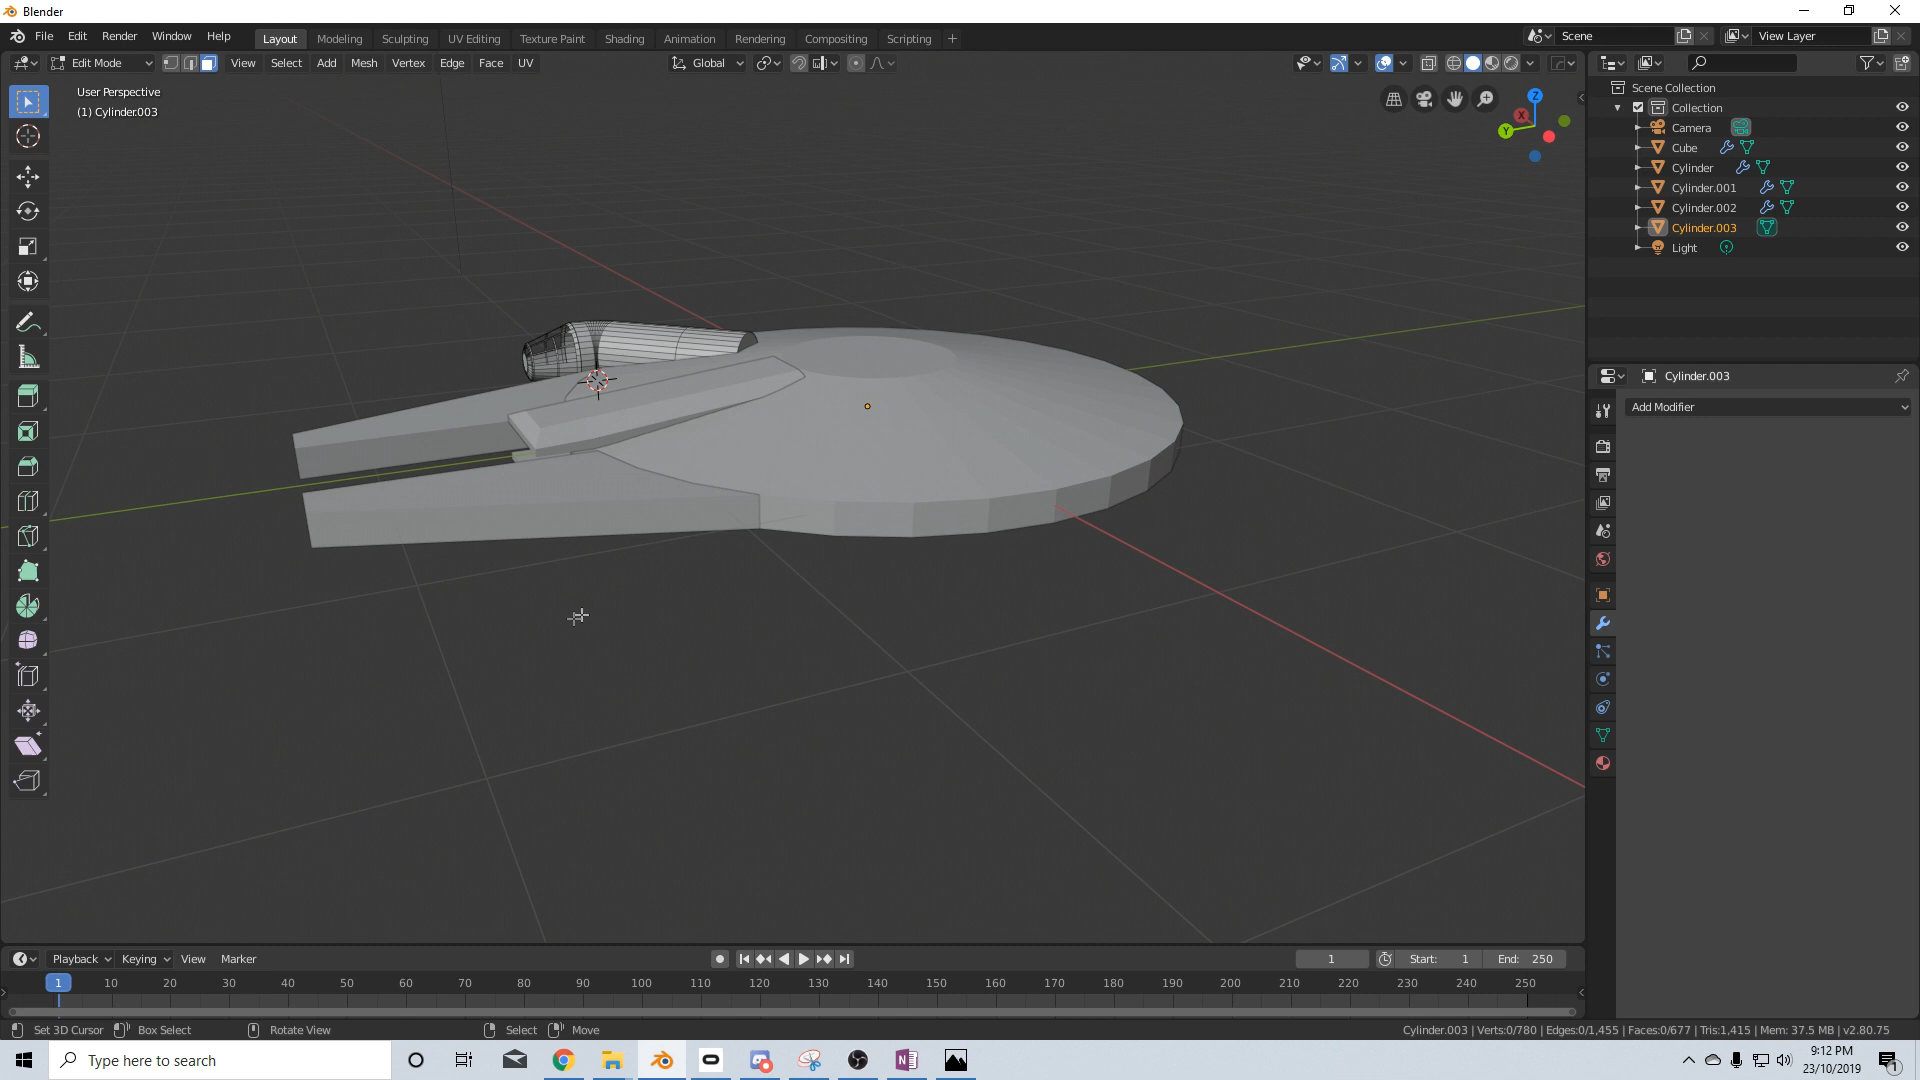 Blender
File Edit Render Window Help
Layout Modeling Sculpting UV Editing Texture Paint Shading Animation Rendering Compositing Scripting +
Scene
View Layer
Edit Mode View Select Add Mesh Vertex Edge Face UV
Global
User Perspective
(1) Cylinder.003
Z
X
Y
Scene Collection
Collection
Camera
Cube
Cylinder
Cylinder.001
Cylinder.002
Cylinder.003
Light
Cylinder.003
Add Modifier
Playback Keying View Marker
1
Start: 1
End: 250
1 10 20 30 40 50 60 70 80 90 100 110 120 130 140 150 160 170 180 190 200 210 220 230 240 250
Set 3D Cursor Box Select Rotate View Select Move
Cylinder.003 | Verts:0/780 | Edges:0/1,455 | Faces:0/677 | Tris:1,415 | Mem: 37.5 MB | v2.80.75
Type here to search
N
9:12 PM
23/10/2019
1